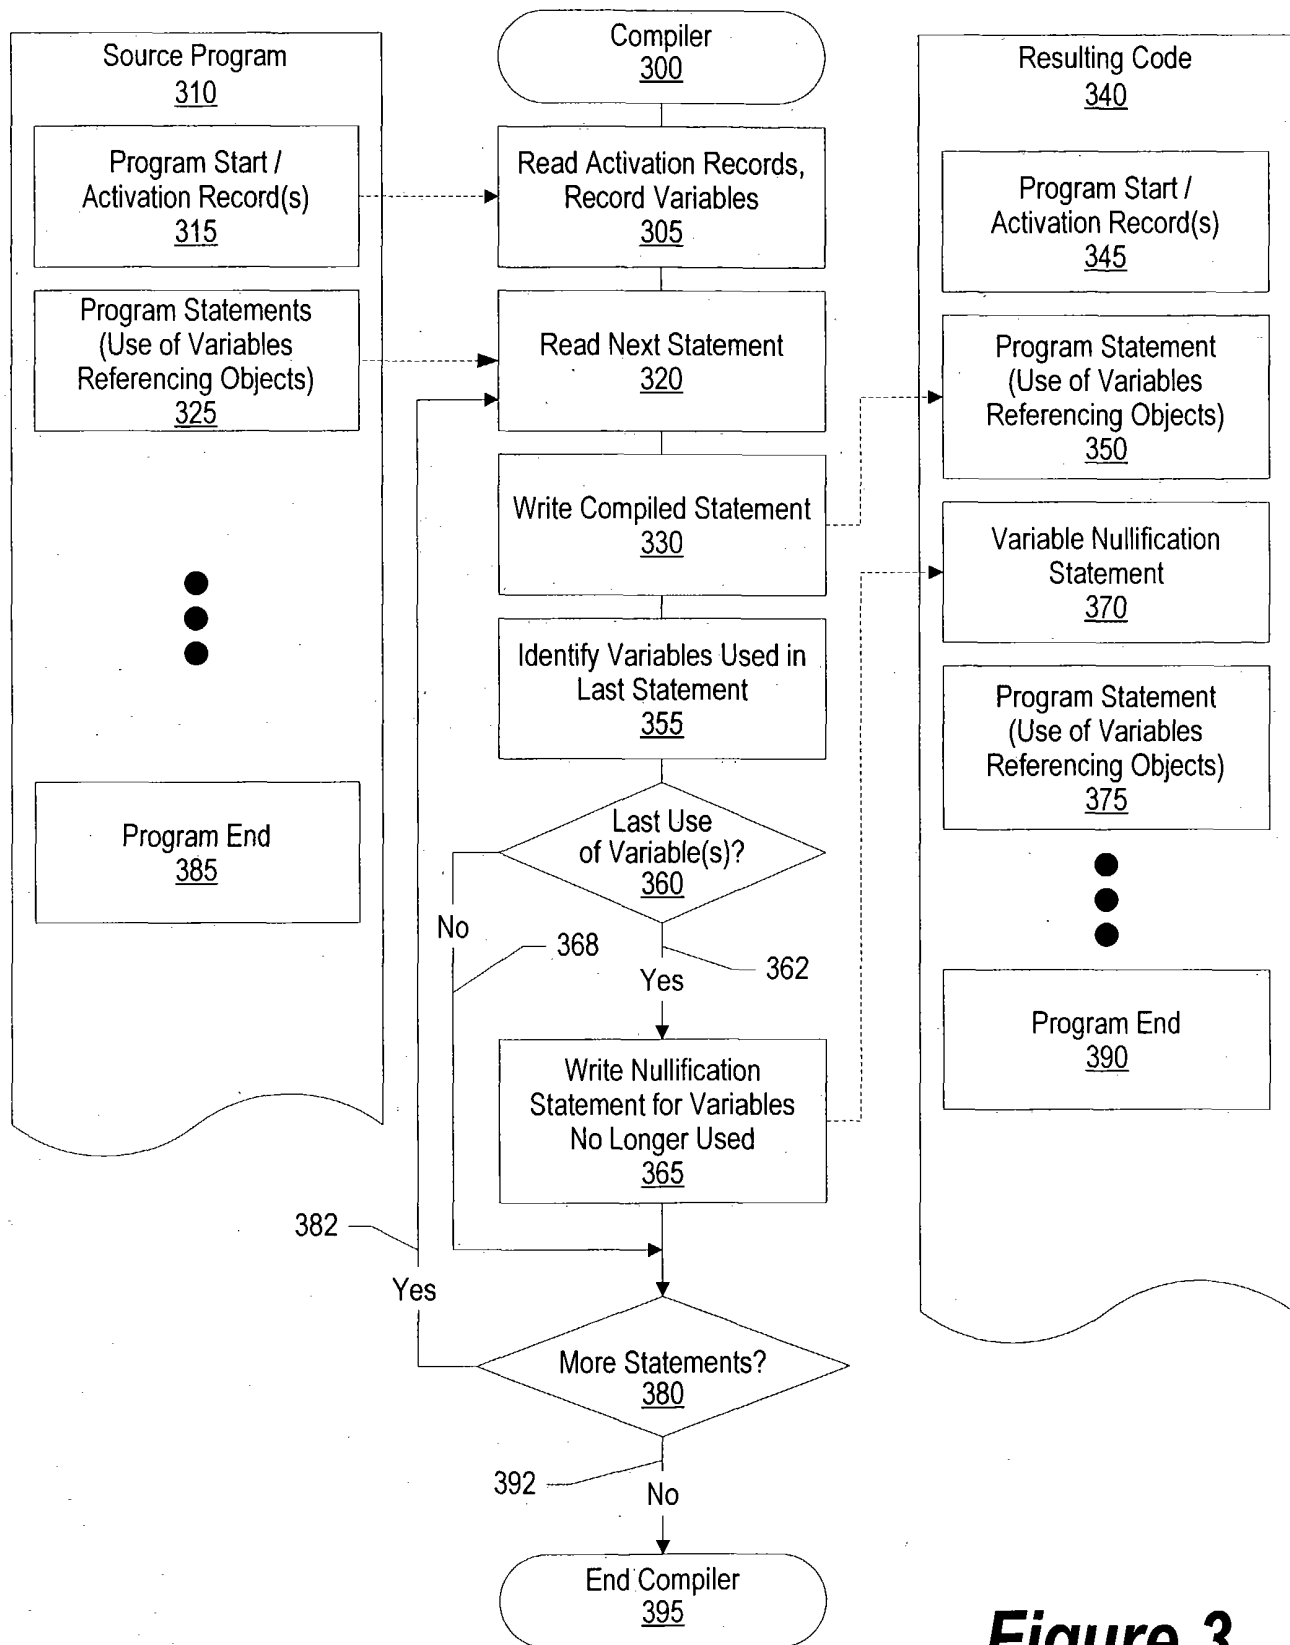 Source Program
310
Program Start /
Activation Record(s)
315
Program Statements
(Use of Variables
Referencing Objects)
325
Program End
385
Compiler
300
Read Activation Records,
Record Variables
305
Read Next Statement
320
Write Compiled Statement
330
Identify Variables Used in
Last Statement
355
Last Use
of Variable(s)?
360
No
368
362
Yes
Write Nullification
Statement for Variables
No Longer Used
365
382
Yes
More Statements?
380
392
No
End Compiler
395
Resulting Code
340
Program Start /
Activation Record(s)
345
Program Statement
(Use of Variables
Referencing Objects)
350
Variable Nullification
Statement
370
Program Statement
(Use of Variables
Referencing Objects)
375
Program End
390
Figure 3